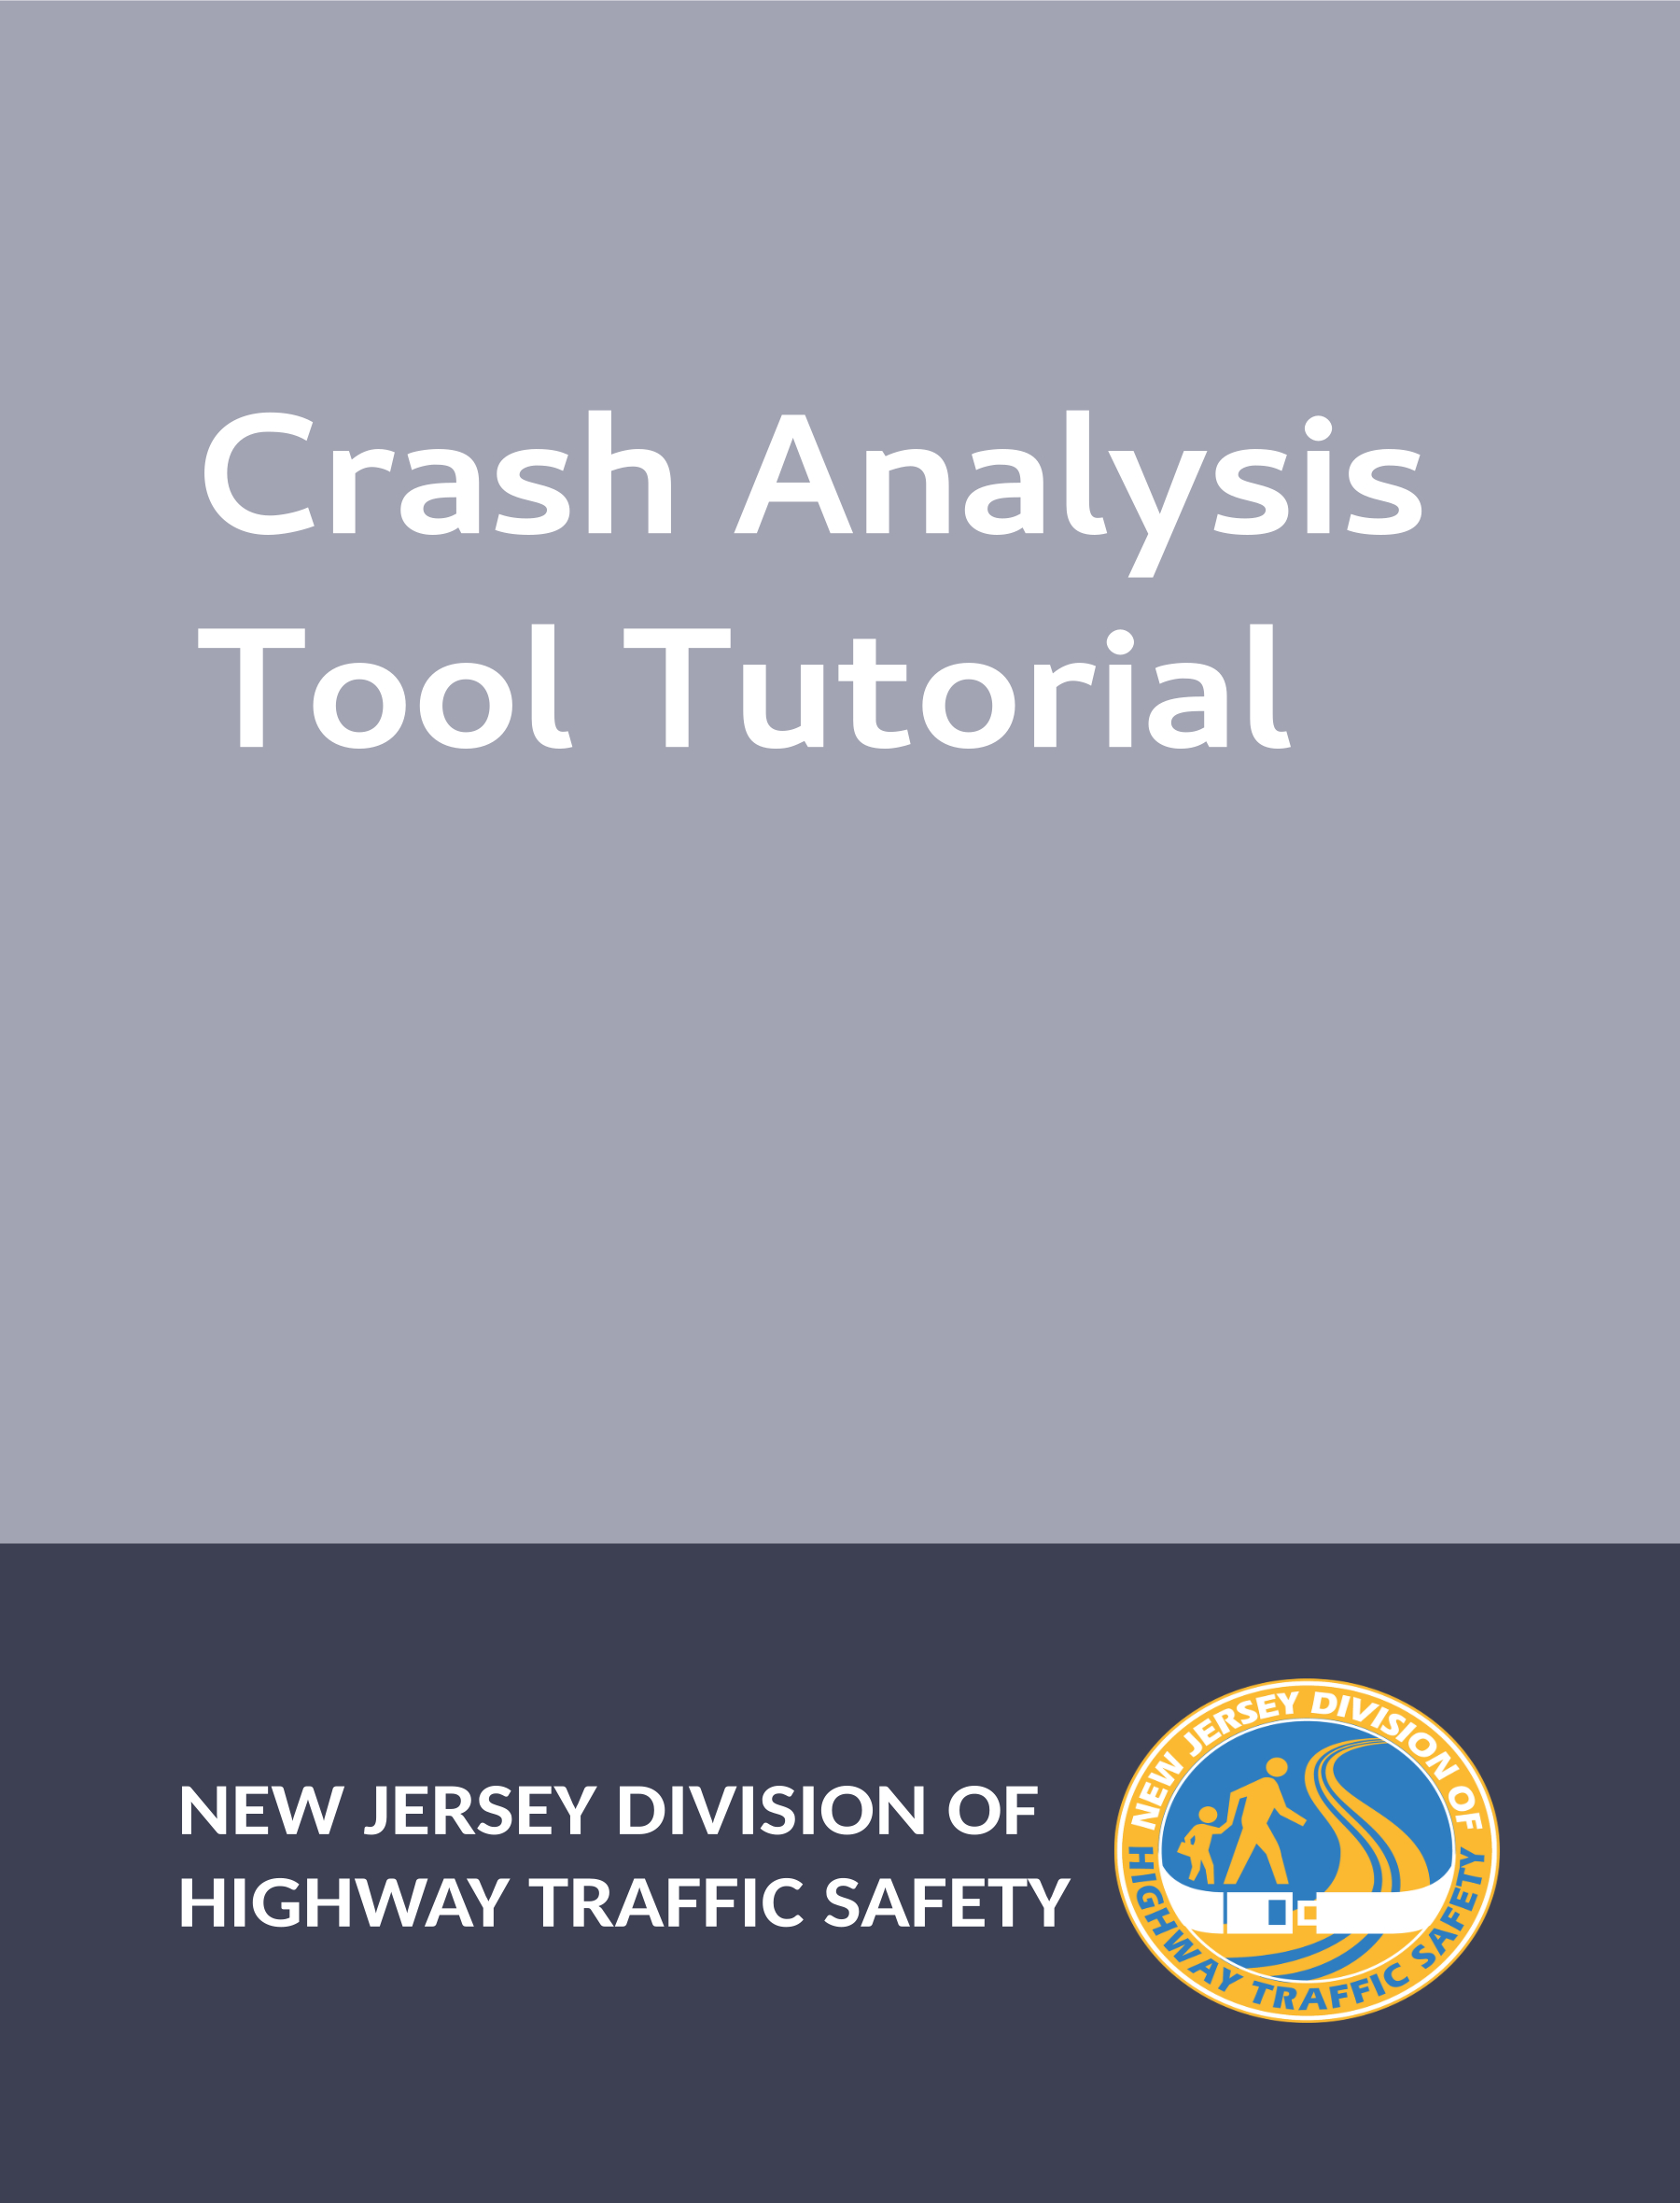 Crash Analysis
Tool Tutorial
NEW JERSEY DIVISION OF
HIGHWAY TRAFFIC SAFETY
NEW JERSEY DIVISION OF
HIGHWAY TRAFFIC SAFETY